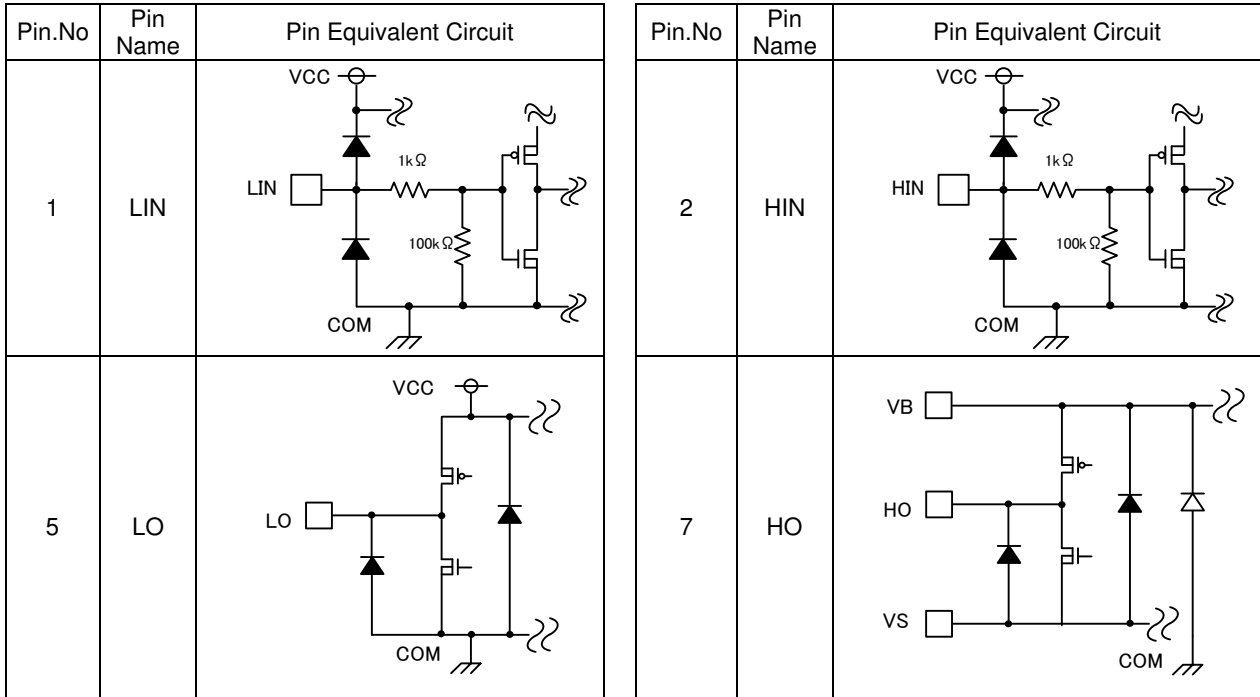 Pin.No
Pin
Name
Pin Equivalent Circuit
1
LIN
VCC
LIN
1kΩ
100kΩ
COM
5
LO
VCC
LO
COM
Pin.No
Pin
Name
Pin Equivalent Circuit
2
HIN
VCC
HIN
1kΩ
100kΩ
COM
7
HO
VB
HO
VS
COM